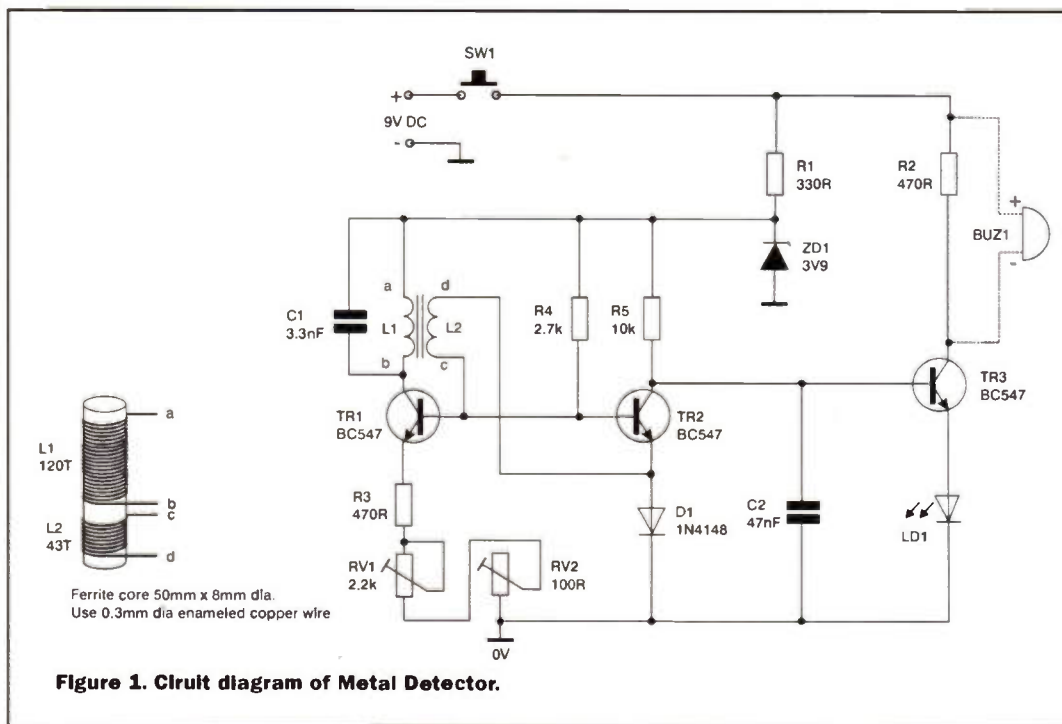 SW1
+
9V DC
-
R1
330R
R2
470R
+
BUZ1
-
ZD1
3V9
a
d
C1
3.3nF
L1
L2
R4
2.7k
R5
10k
b
c
TR1
BC547
TR2
BC547
TR3
BC547
a
L1
120T
b
c
L2
43T
d
R3
470R
D1
1N4148
C2
47nF
LD1
RV1
2.2k
RV2
100R
0V
Ferrite core 50mm x 8mm dia.
Use 0.3mm dia enameled copper wire
Figure 1. Ciruit diagram of Metal Detector.